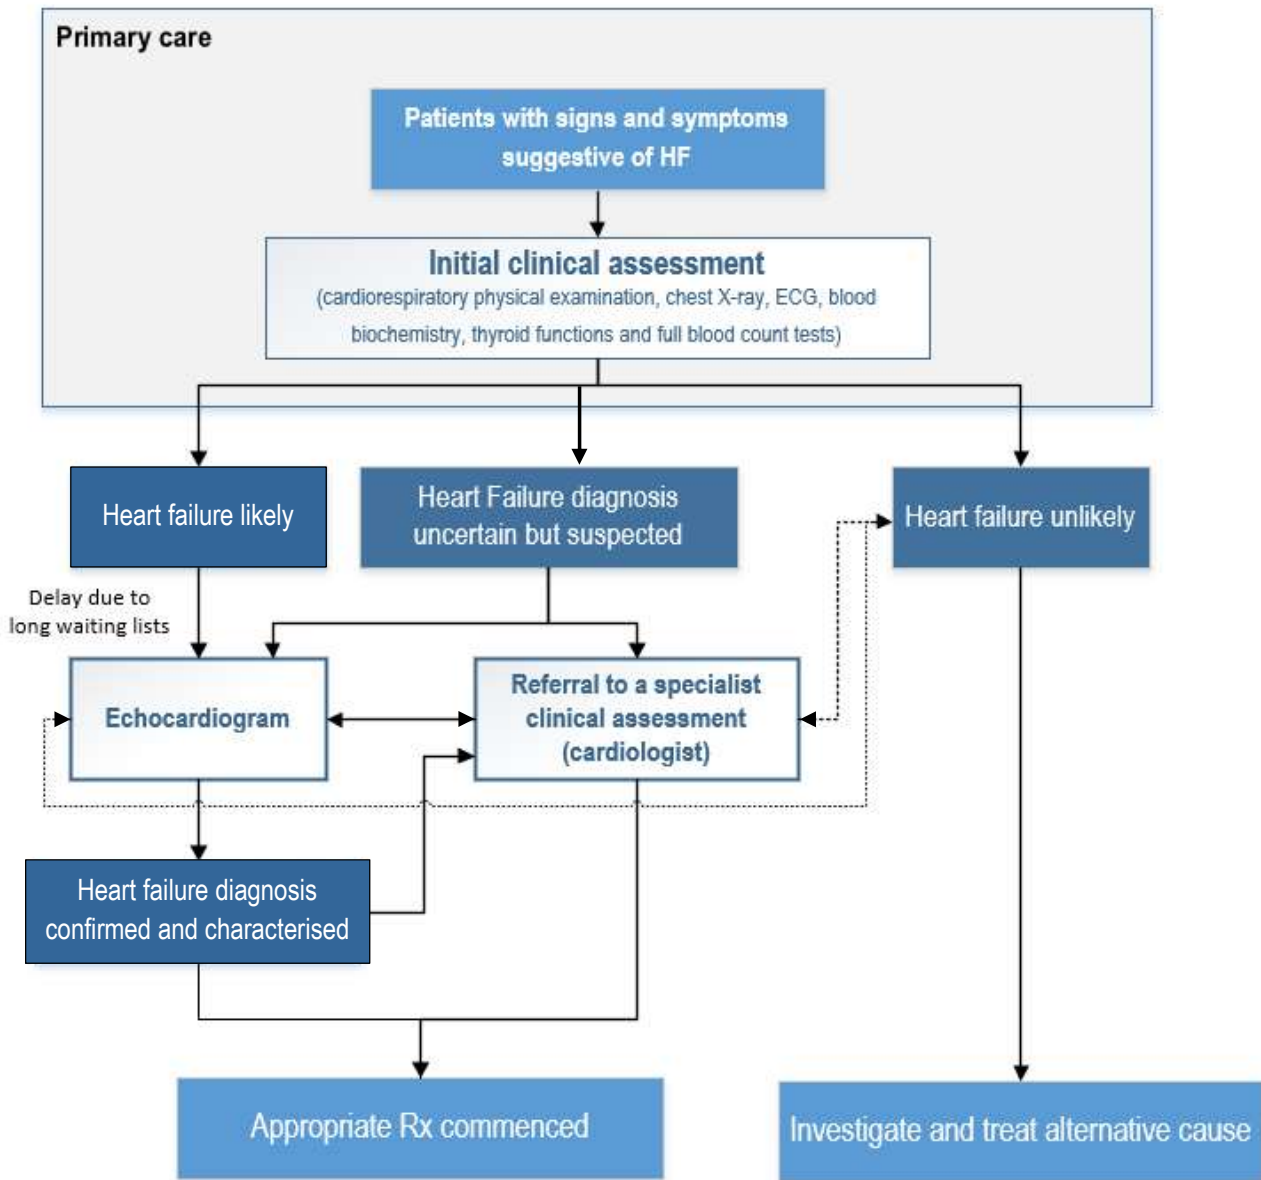 Primary care
Patients with signs and symptoms
suggestive of HF
Initial clinical assessment
(cardiorespiratory physical examination, chest X-ray, ECG, blood
biochemistry, thyroid functions and full blood count tests)
Heart failure likely
Heart Failure diagnosis
uncertain but suspected
Heart failure unlikely
Delay due to
long waiting lists
Echocardiogram
Referral to a specialist
clinical assessment
(cardiologist)
Heart failure diagnosis
confirmed and characterised
Appropriate Rx commenced
Investigate and treat alternative cause